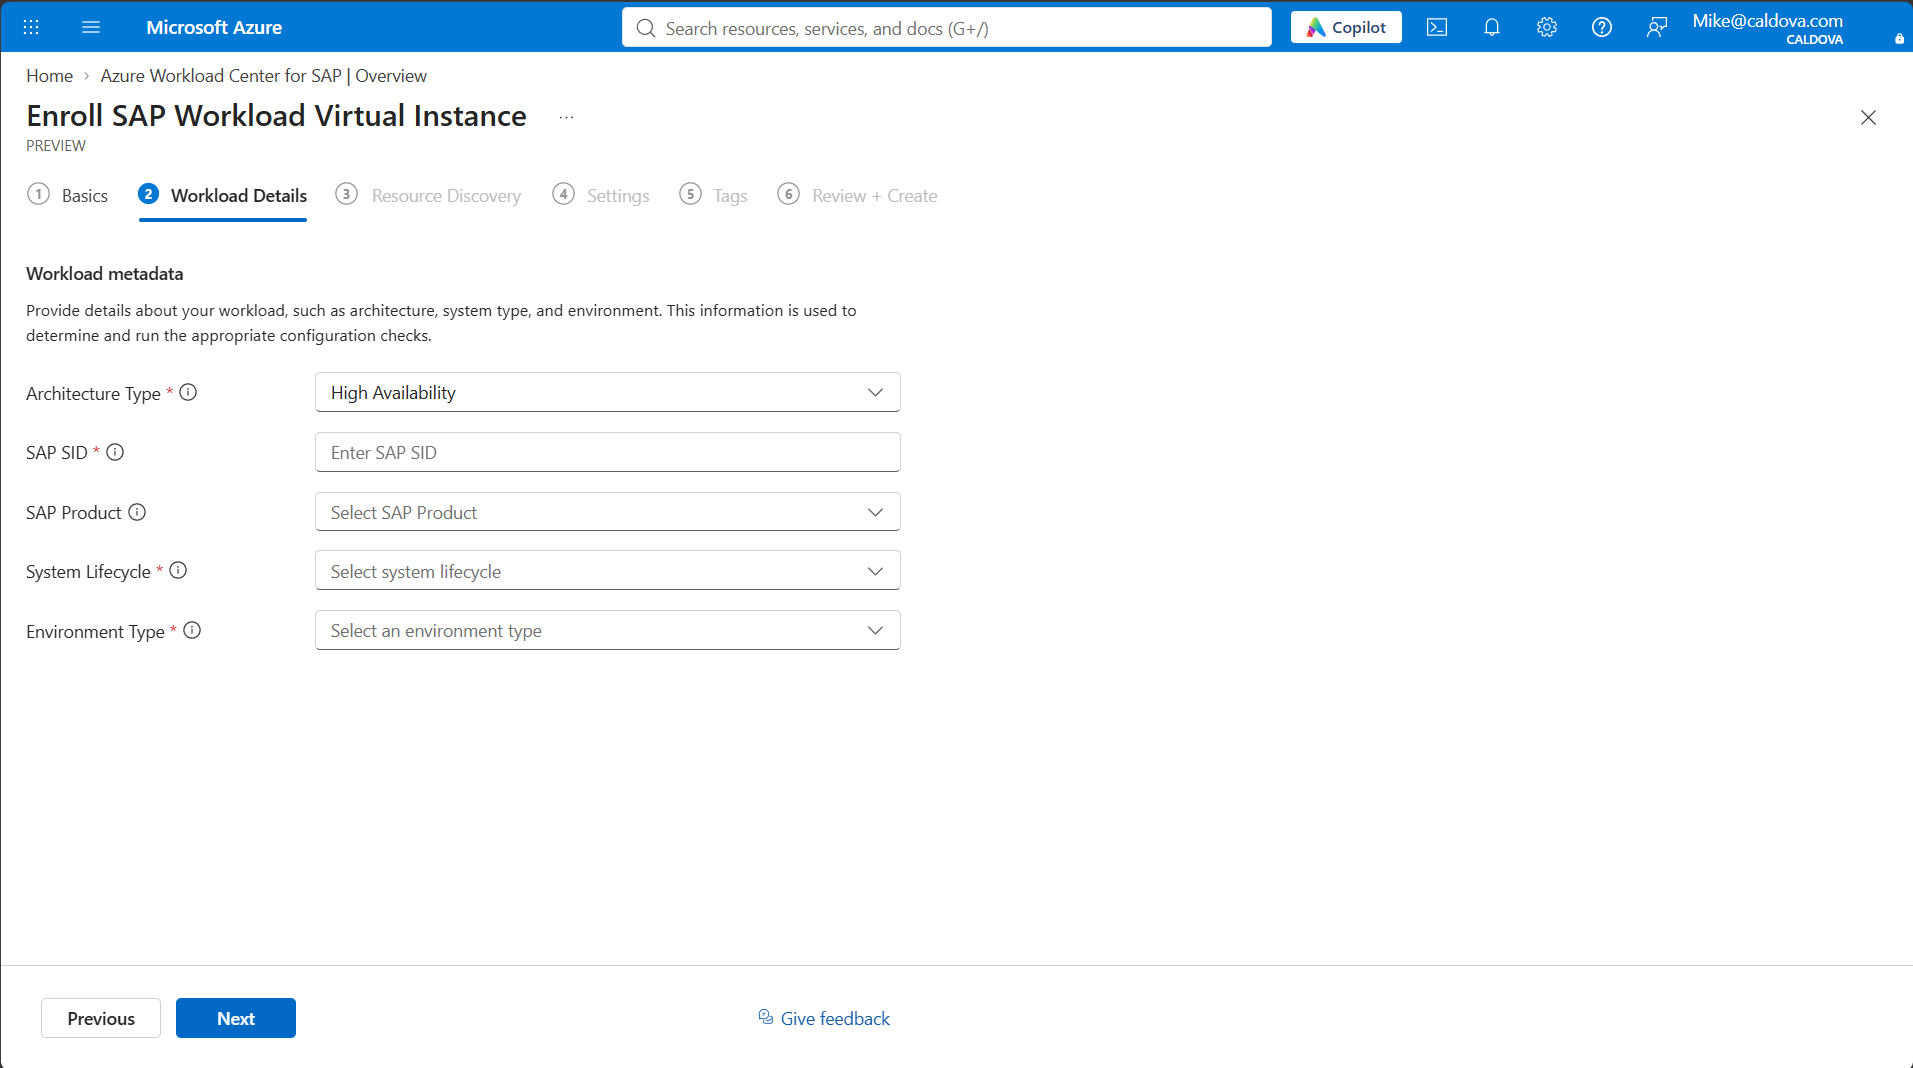 Microsoft Azure
Search resources, services, and docs (G+/)
Copilot
Mike@caldova.com
CALDOVA
Home > Azure Workload Center for SAP | Overview
Enroll SAP Workload Virtual Instance ...
PREVIEW
1 Basics 2 Workload Details 3 Resource Discovery 4 Settings 5 Tags 6 Review + Create
Workload metadata
Provide details about your workload, such as architecture, system type, and environment. This information is used to
determine and run the appropriate configuration checks.
Architecture Type * High Availability
SAP SID * Enter SAP SID
SAP Product Select SAP Product
System Lifecycle * Select system lifecycle
Environment Type * Select an environment type
Previous Next Give feedback